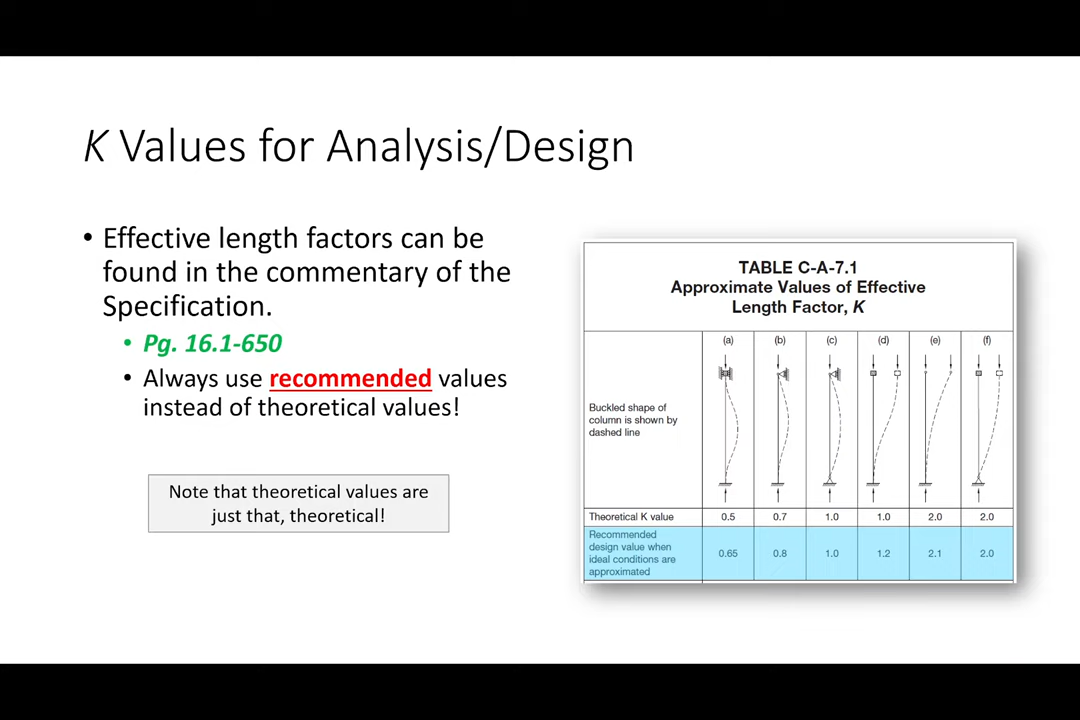 K Values for Analysis/Design
• Effective length factors can be
found in the commentary of the
Specification.
• Pg. 16.1-650
• Always use recommended values
instead of theoretical values!
Note that theoretical values are
just that, theoretical!
TABLE C-A-7.1
Approximate Values of Effective
Length Factor, K
(a) (b) (c) (d) (e) (f)
Buckled shape of
column is shown by
dashed line
Theoretical K value 0.5 0.7 1.0 1.0 2.0 2.0
Recommended
design value when
ideal conditions are
approximated
0.65 0.8 1.0 1.2 2.1 2.0